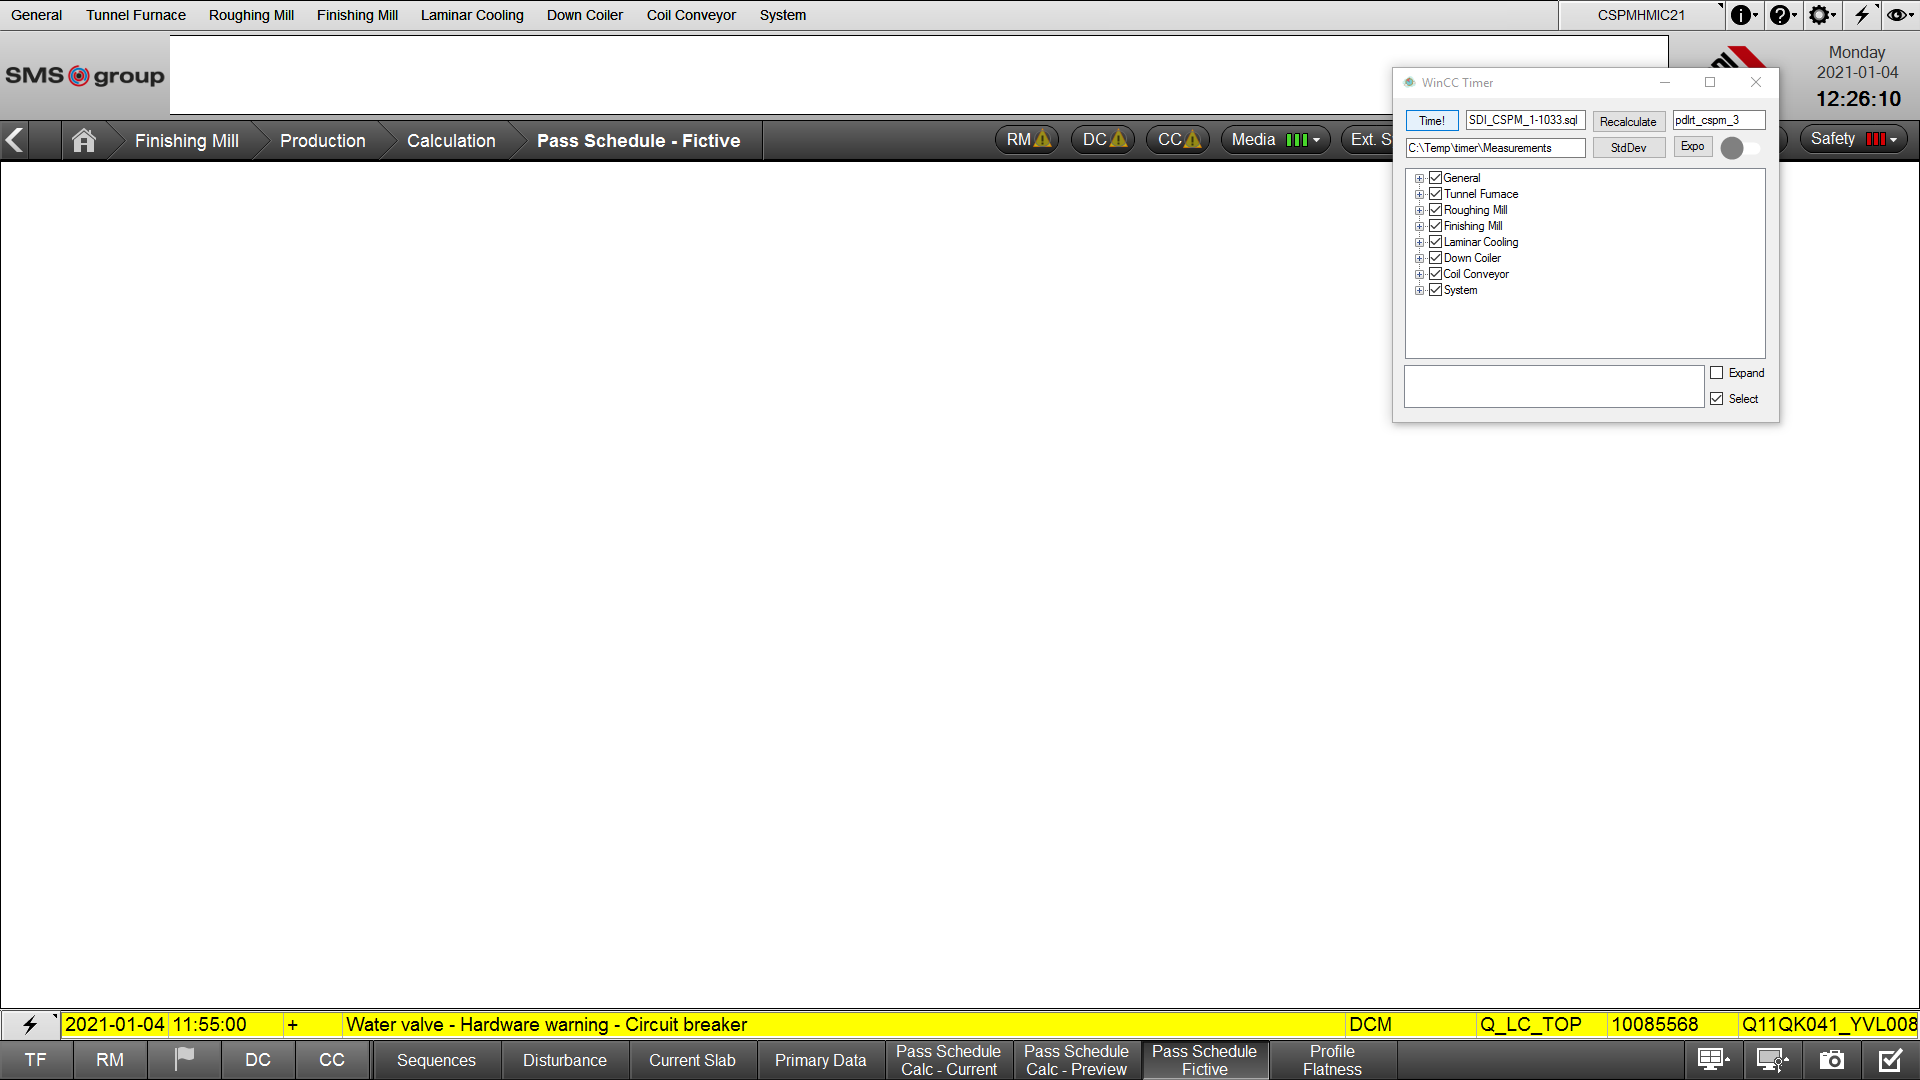 General Tunnel Furnace Roughing Mill Finishing Mill Laminar Cooling Down Coiler Coil Conveyor System CSPMHMIC21
SMS group
Monday
2021-01-04
12:26:10
WinCC Timer
Time! SDI_CSPM_1-1033.sql Recalculate pdlrt_cspm_3
C:\Temp\timer\Measurements StdDev Expo
Finishing Mill Production Calculation Pass Schedule - Fictive RM DC CC Media Ext. S Safety
General
Tunnel Furnace
Roughing Mill
Finishing Mill
Laminar Cooling
Down Coiler
Coil Conveyor
System
Expand
Select
2021-01-04 11:55:00 + Water valve - Hardware warning - Circuit breaker DCM Q_LC_TOP 10085568 Q11QK041_YVL008
TF RM DC CC Sequences Disturbance Current Slab Primary Data
Pass Schedule
Calc - Current
Pass Schedule
Calc - Preview
Pass Schedule
Fictive
Profile
Flatness